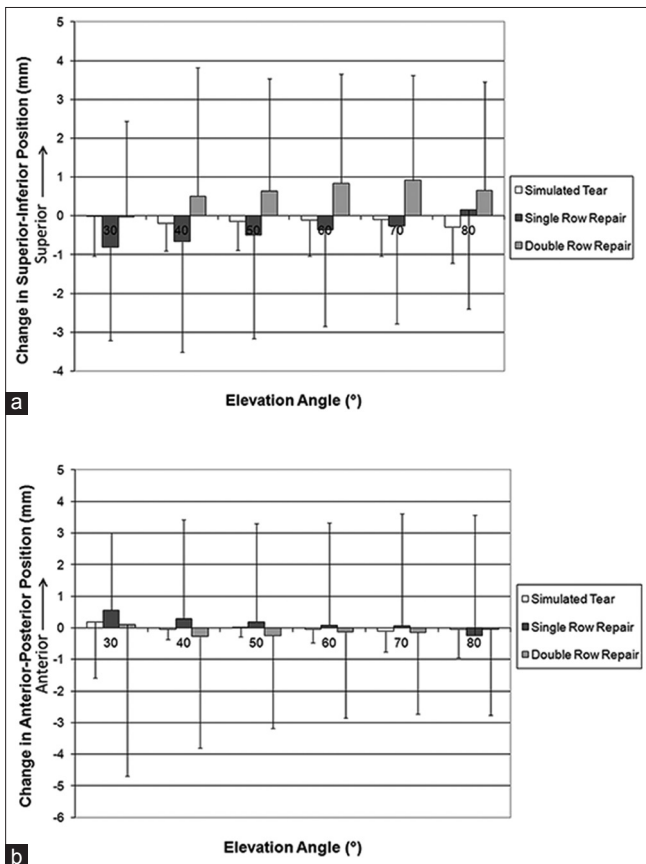 5
4
3
2
1
0
-1
-2
-3
-4
Change in Superior-Inferior Position (mm)
Superior
30
40
50
60
70
80
Simulated Tear
Single Row Repair
Double Row Repair
Elevation Angle (°)
a
5
4
3
2
1
0
-1
-2
-3
-4
-5
-6
Change in Anterior-Posterior Position (mm)
Anterior
30
40
50
60
70
80
Simulated Tear
Single Row Repair
Double Row Repair
Elevation Angle (°)
b